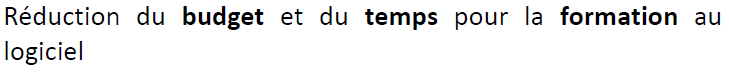 Réduction du budget et du temps pour la formation au
logiciel